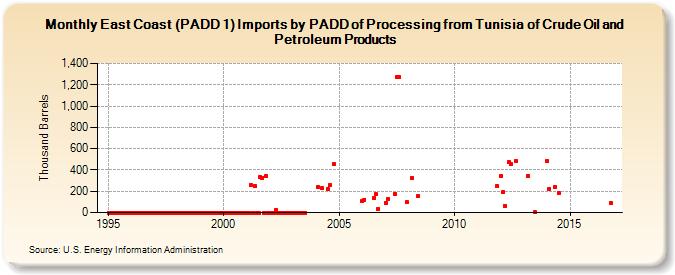 Monthly East Coast (PADD 1) Imports by PADD of Processing from Tunisia of Crude Oil and
Petroleum Products
Thousand Barrels
1,400
1,200
1,000
800
600
400
200
0
1995 2000 2005 2010 2015
Source: U.S. Energy Information Administration